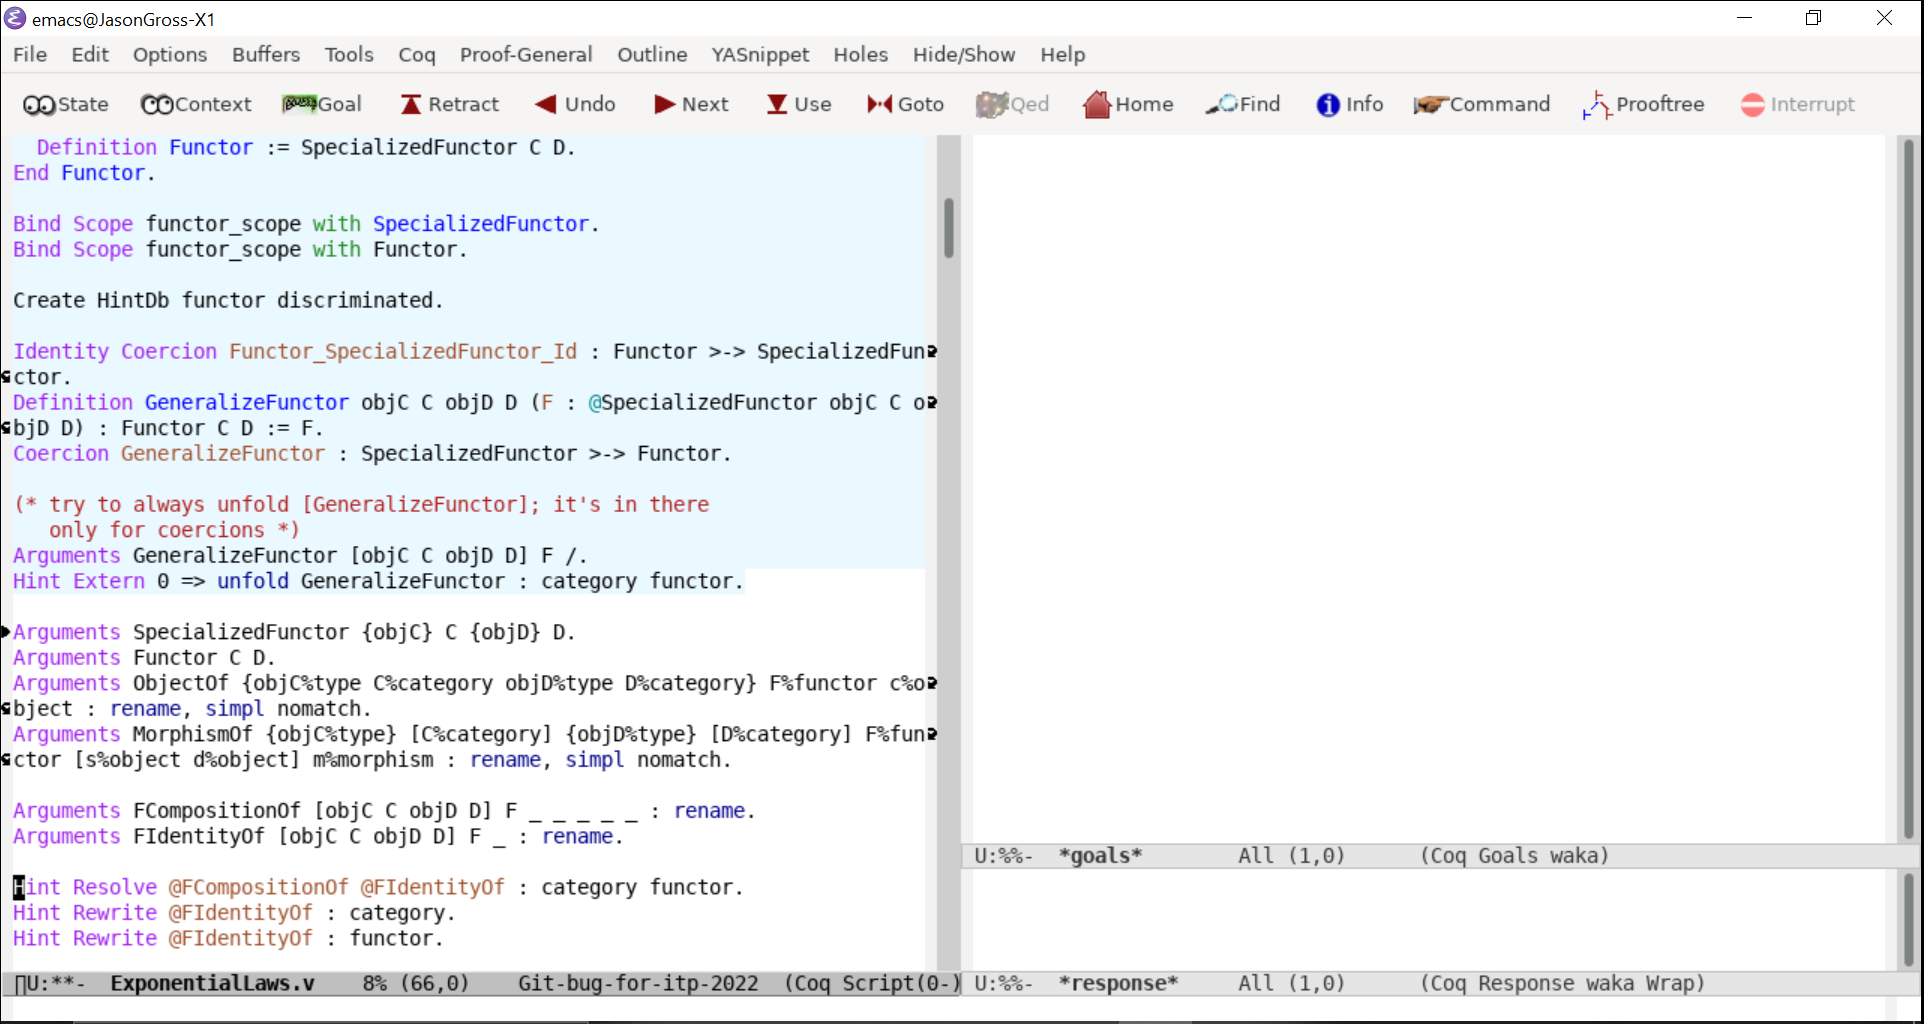 emacs@JasonGross-X1
File Edit Options Buffers Tools Coq Proof-General Outline YASnippet Holes Hide/Show Help
State Context Goal Retract Undo Next Use Goto Qed Home Find Info Command Prooftree Interrupt
  Definition Functor := SpecializedFunctor C D.
End Functor.
Bind Scope functor_scope with SpecializedFunctor.
Bind Scope functor_scope with Functor.
Create HintDb functor discriminated.
Identity Coercion Functor_SpecializedFunctor_Id : Functor >-> SpecializedFun
ctor.
Definition GeneralizeFunctor objC C objD D (F : @SpecializedFunctor objC C o
bjD D) : Functor C D := F.
Coercion GeneralizeFunctor : SpecializedFunctor >-> Functor.
(* try to always unfold [GeneralizeFunctor]; it's in there
   only for coercions *)
Arguments GeneralizeFunctor [objC C objD D] F /.
Hint Extern 0 => unfold GeneralizeFunctor : category functor.
Arguments SpecializedFunctor {objC} C {objD} D.
Arguments Functor C D.
Arguments ObjectOf {objC%type C%category objD%type D%category} F%functor c%o
bject : rename, simpl nomatch.
Arguments MorphismOf {objC%type} [C%category] {objD%type} [D%category] F%fun
ctor [s%object d%object] m%morphism : rename, simpl nomatch.
Arguments FCompositionOf [objC C objD D] F _ _ _ _ _ : rename.
Arguments FIdentityOf [objC C objD D] F _ : rename.
Hint Resolve @FCompositionOf @FIdentityOf : category functor.
Hint Rewrite @FIdentityOf : category.
Hint Rewrite @FIdentityOf : functor.
U:**-  ExponentialLaws.v    8% (66,0)    Git-bug-for-itp-2022  (Coq Script(0-)
U:%%-  *goals*        All (1,0)      (Coq Goals waka)
U:%%-  *response*     All (1,0)      (Coq Response waka Wrap)